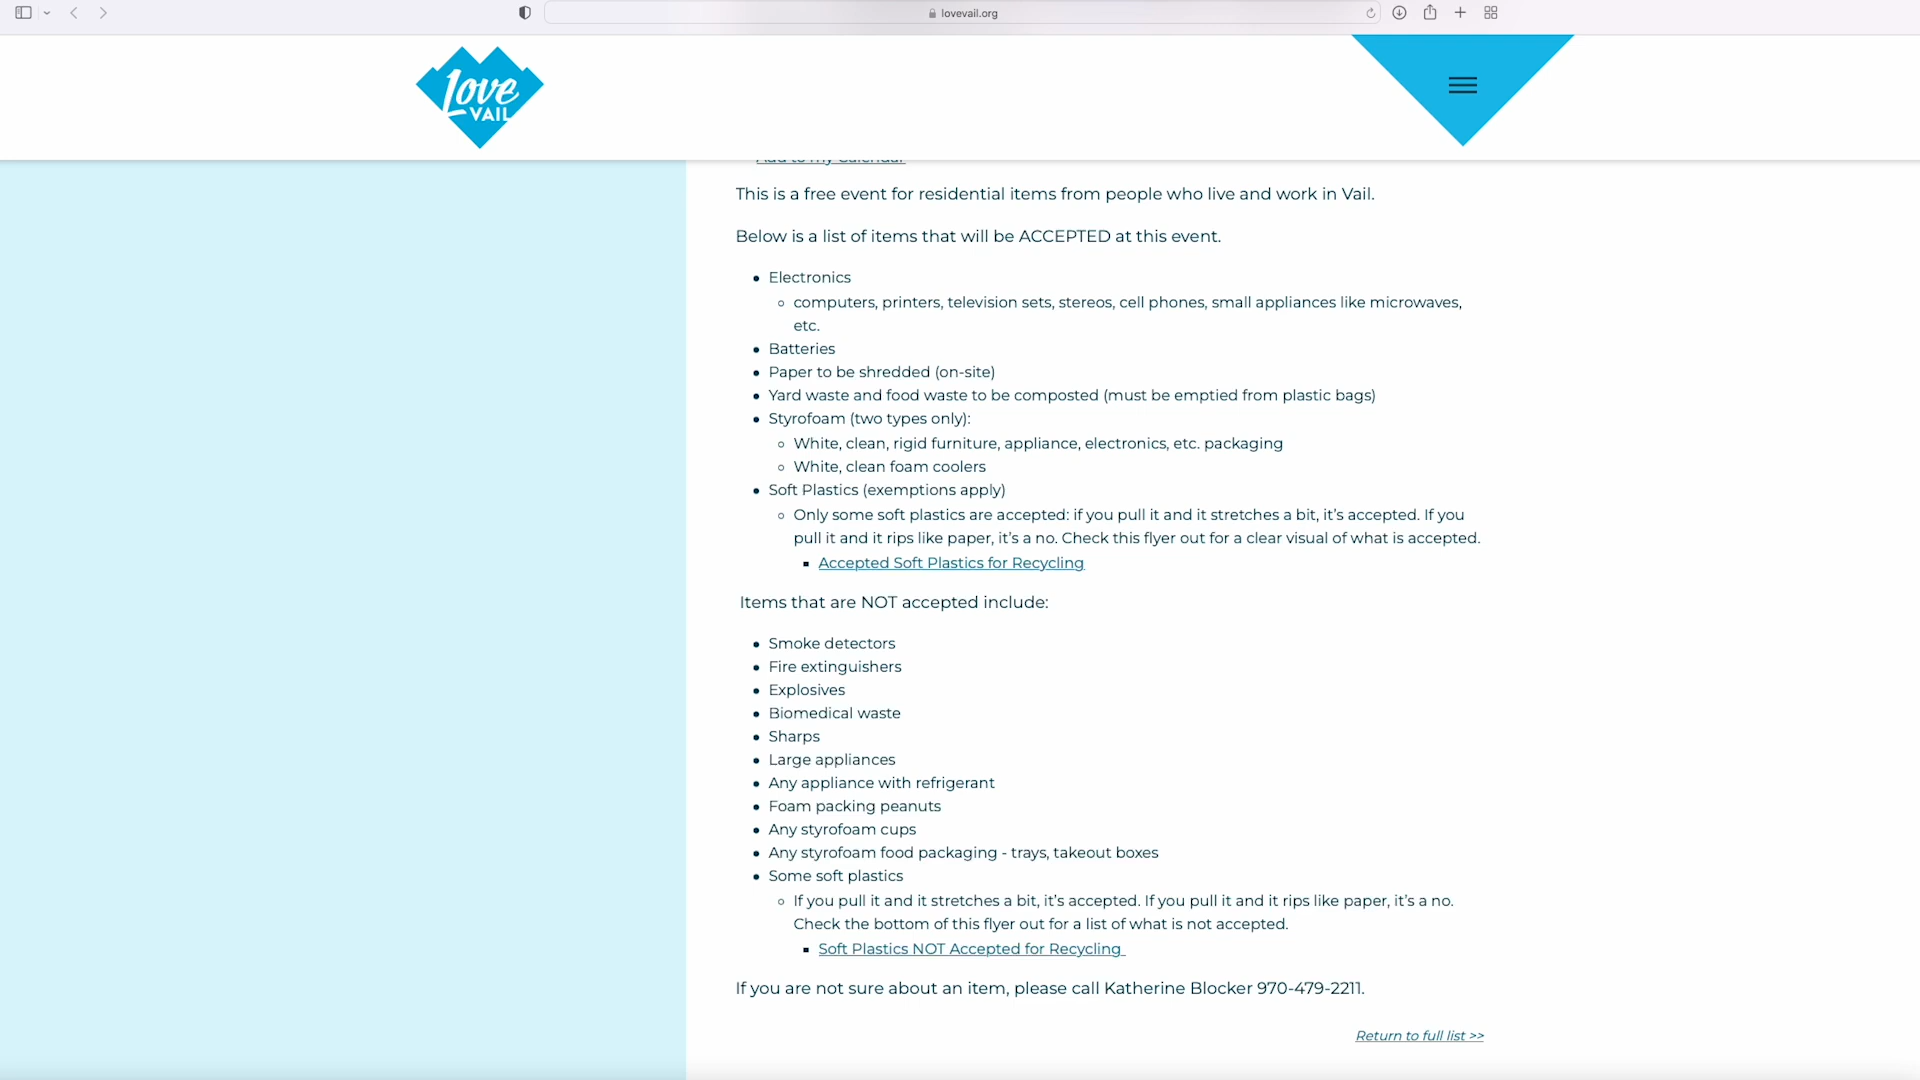 lovevail.org
Love
VAIL
Add to my Calendar
This is a free event for residential items from people who live and work in Vail.
Below is a list of items that will be ACCEPTED at this event.
Electronics
computers, printers, television sets, stereos, cell phones, small appliances like microwaves,
etc.
Batteries
Paper to be shredded (on-site)
Yard waste and food waste to be composted (must be emptied from plastic bags)
Styrofoam (two types only):
White, clean, rigid furniture, appliance, electronics, etc. packaging
White, clean foam coolers
Soft Plastics (exemptions apply)
Only some soft plastics are accepted: if you pull it and it stretches a bit, it’s accepted. If you
pull it and it rips like paper, it’s a no. Check this flyer out for a clear visual of what is accepted.
Accepted Soft Plastics for Recycling
Items that are NOT accepted include:
Smoke detectors
Fire extinguishers
Explosives
Biomedical waste
Sharps
Large appliances
Any appliance with refrigerant
Foam packing peanuts
Any styrofoam cups
Any styrofoam food packaging - trays, takeout boxes
Some soft plastics
If you pull it and it stretches a bit, it’s accepted. If you pull it and it rips like paper, it’s a no.
Check the bottom of this flyer out for a list of what is not accepted.
Soft Plastics NOT Accepted for Recycling
If you are not sure about an item, please call Katherine Blocker 970-479-2211.
Return to full list >>